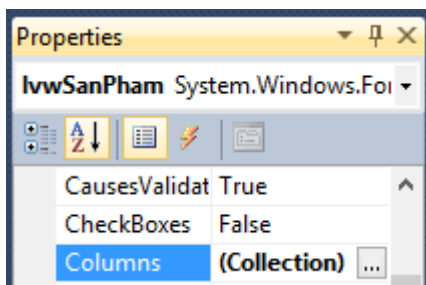 Properties
lvwSanPham System.Windows.For
CausesValidat True
CheckBoxes False
Columns (Collection) ...